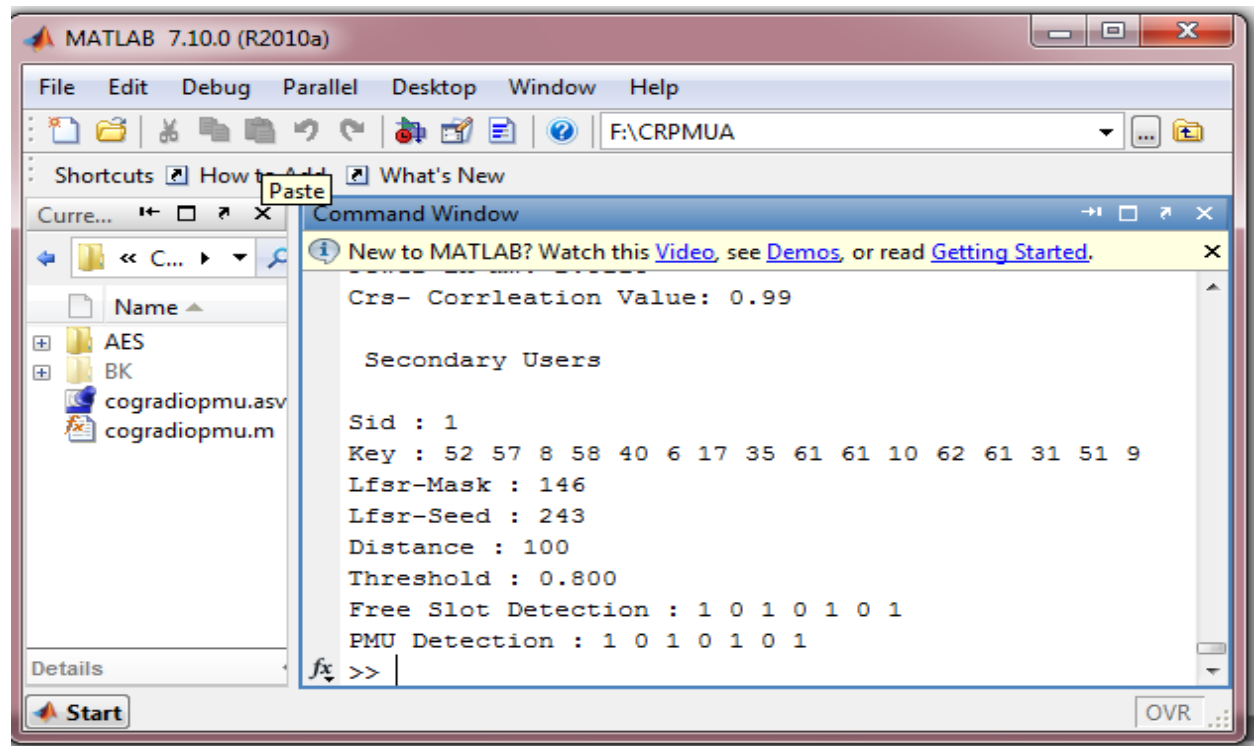 MATLAB 7.10.0 (R2010a)
File Edit Debug Parallel Desktop Window Help
F:\CRPMUA
Shortcuts How to Add What's New
Paste
Curre...
« C...
Name
AES
BK
cogradiopmu.asv
cogradiopmu.m
Details
Command Window
New to MATLAB? Watch this Video, see Demos, or read Getting Started.
Crs- Corrleation Value: 0.99
Secondary Users
Sid : 1
Key : 52 57 8 58 40 6 17 35 61 61 10 62 61 31 51 9
Lfsr-Mask : 146
Lfsr-Seed : 243
Distance : 100
Threshold : 0.800
Free Slot Detection : 1 0 1 0 1 0 1
PMU Detection : 1 0 1 0 1 0 1
fx >>
Start
OVR